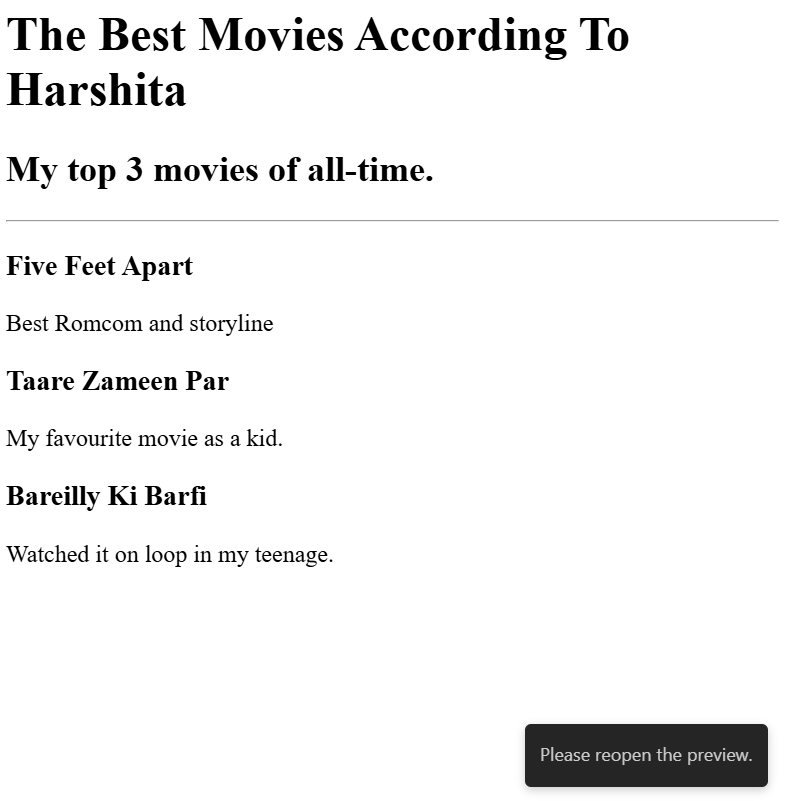 The Best Movies According To
Harshita
My top 3 movies of all-time.
Five Feet Apart
Best Romcom and storyline
Taare Zameen Par
My favourite movie as a kid.
Bareilly Ki Barfi
Watched it on loop in my teenage.
Please reopen the preview.